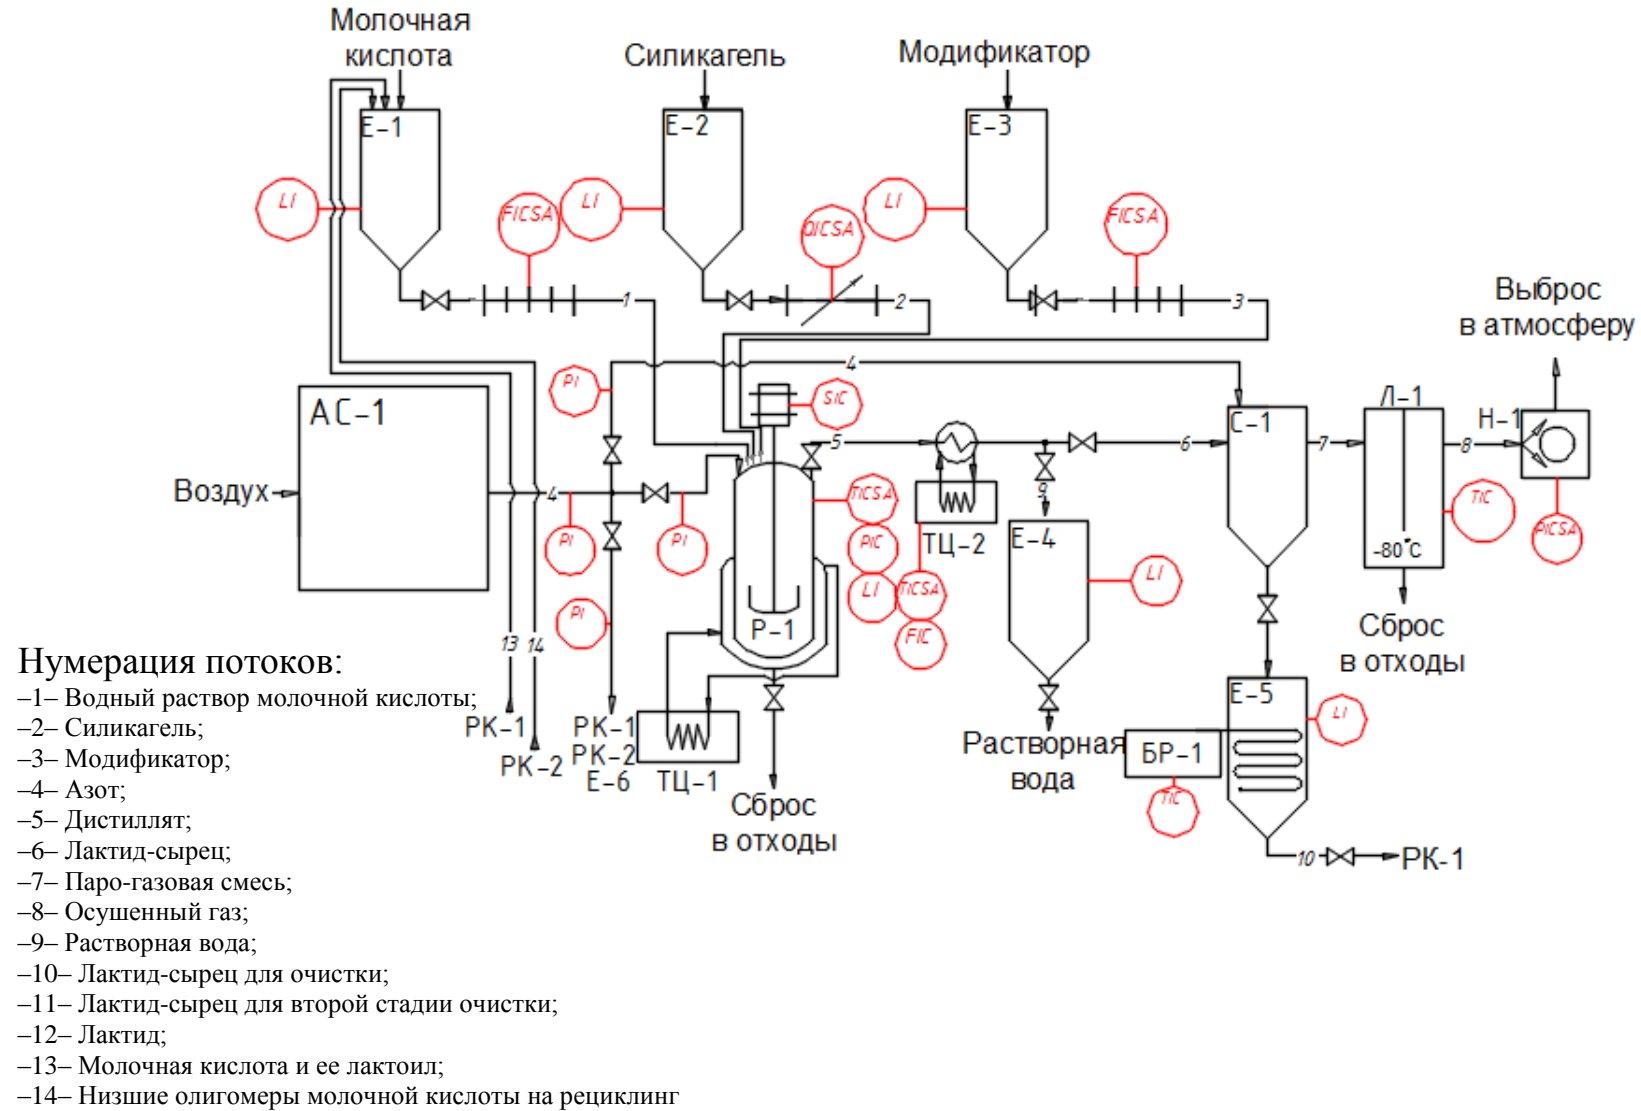 Молочная
кислота
Силикагель
Модификатор
Е-1
Е-2
Е-3
LI
FICSA
LI
QICSA
LI
FICSA
1
2
3
Выброс
в атмосферу
PI
4
SIC
АС-1
Воздух
4
PI
PI
PI
5
6
С-1
7
Л-1
8
Н-1
TICSA
PIC
LI
ТЦ-2
TICSA
FIC
9
Е-4
LI
-80°С
TIC
PICSA
Р-1
Сброс
в отходы
13
14
РК-1
РК-2
РК-1
РК-2
Е-6
ТЦ-1
Сброс
в отходы
Растворная
вода
Е-5
LI
БР-1
TIC
10
РК-1
Нумерация потоков:
–1– Водный раствор молочной кислоты;
–2– Силикагель;
–3– Модификатор;
–4– Азот;
–5– Дистиллят;
–6– Лактид-сырец;
–7– Паро-газовая смесь;
–8– Осушенный газ;
–9– Растворная вода;
–10– Лактид-сырец для очистки;
–11– Лактид-сырец для второй стадии очистки;
–12– Лактид;
–13– Молочная кислота и ее лактоил;
–14– Низшие олигомеры молочной кислоты на рециклинг